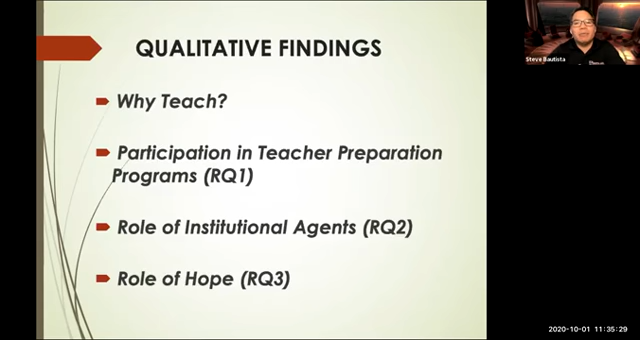 QUALITATIVE FINDINGS
Why Teach?
Participation in Teacher Preparation
Programs (RQ1)
Role of Institutional Agents (RQ2)
Role of Hope (RQ3)
Steva Bautista
2020-10-01 11:35:29